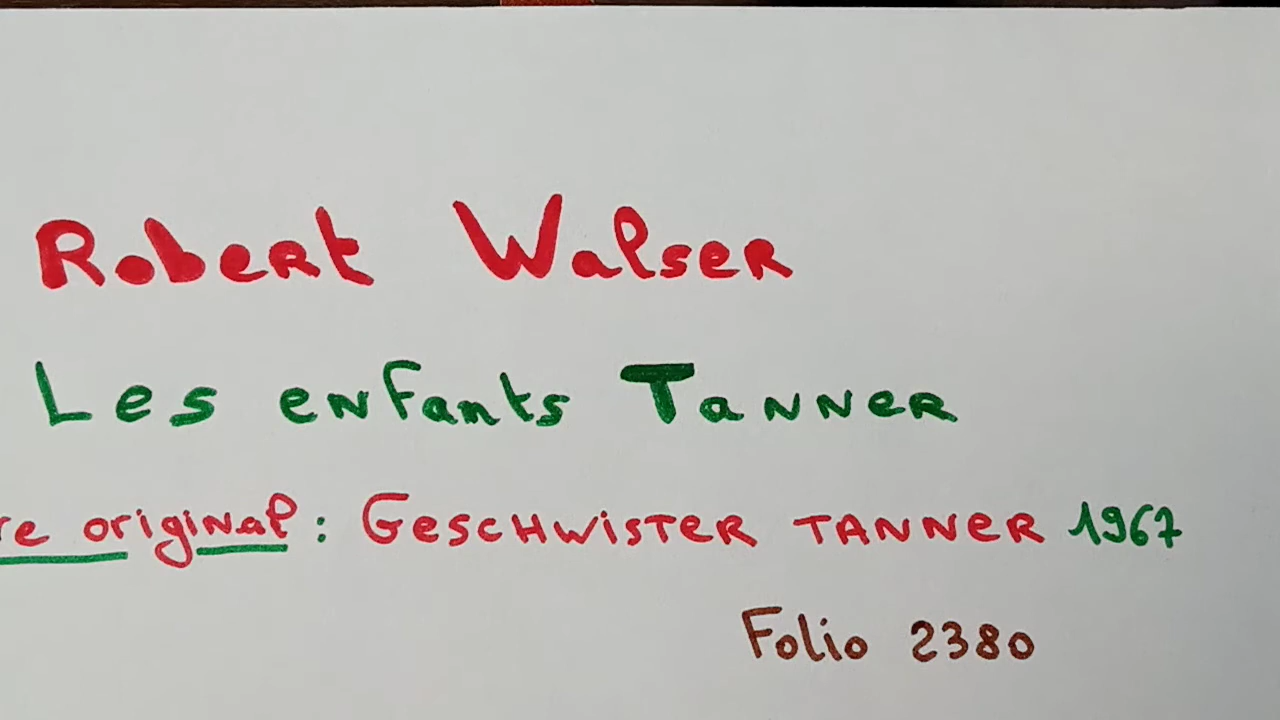 Robert Walser
Les enfants Tanner
re original : GESCHWISTER TANNER 1967
Folio 2380